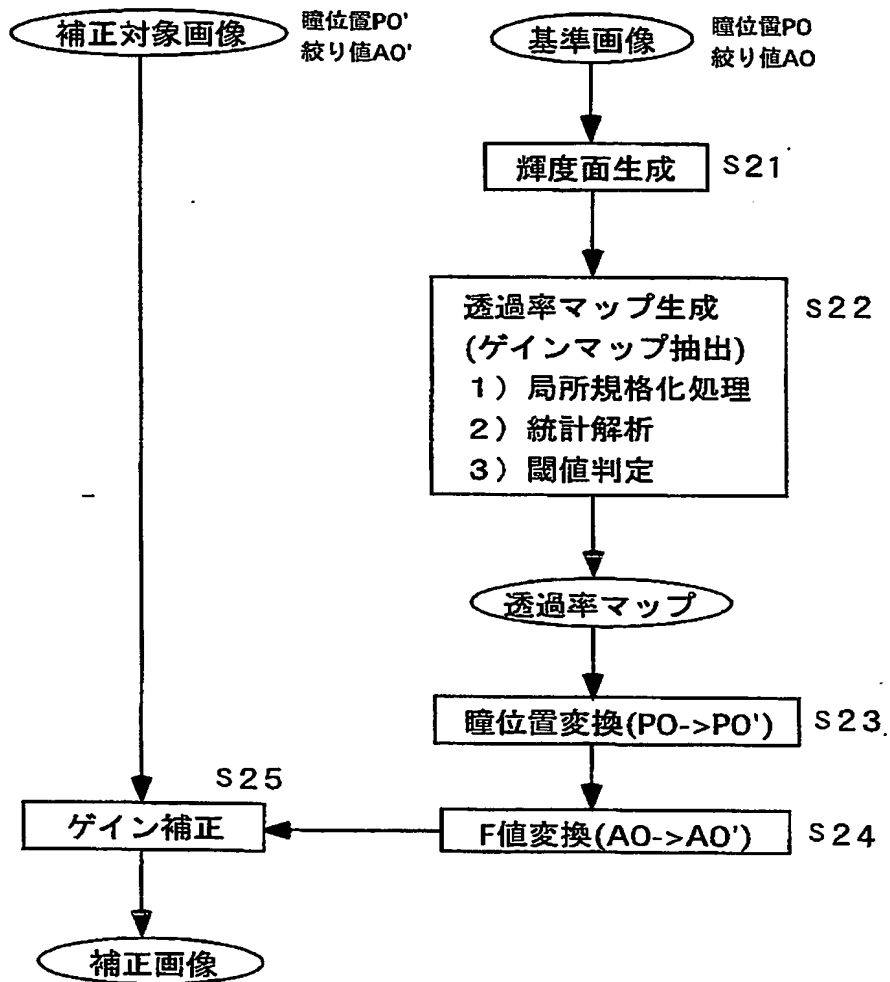 補正対象画像
瞳位置PO'
絞り値AO'
基準画像
瞳位置PO
絞り値AO
輝度面生成
S21
透過率マップ生成
(ゲインマップ抽出)
1)局所規格化処理
2)統計解析
3)閾値判定
S22
透過率マップ
瞳位置変換(PO->PO')
S23
S25
ゲイン補正
F値変換(AO->AO')
S24
補正画像